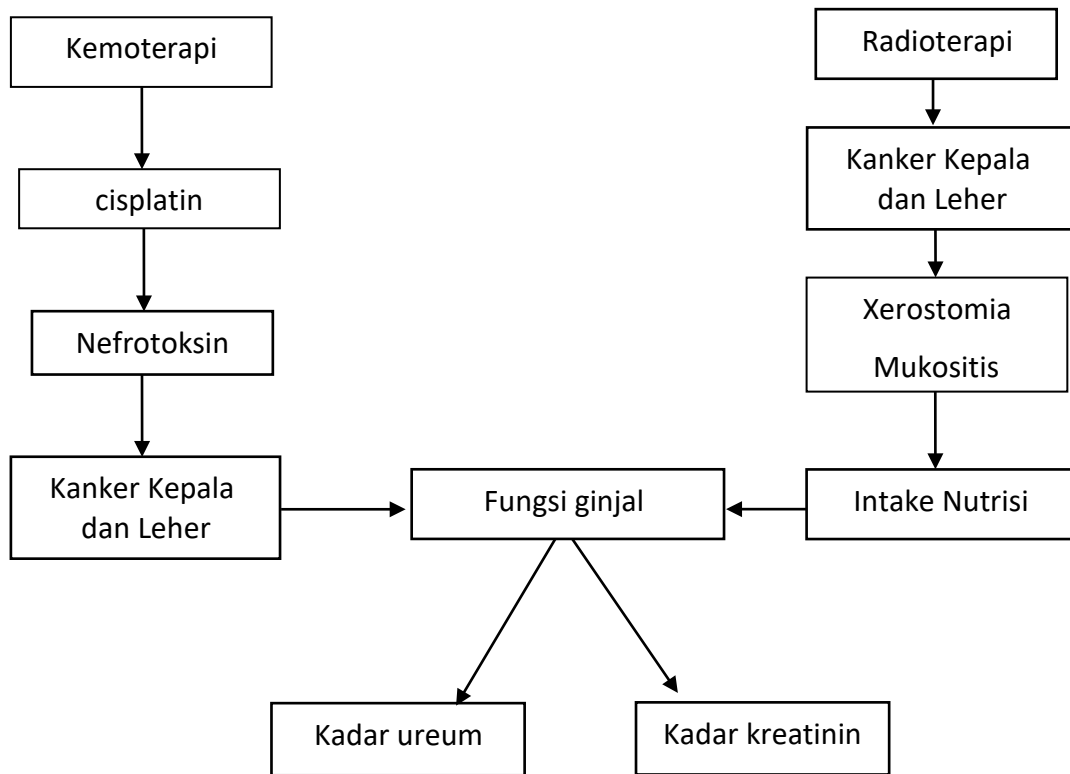 Kemoterapi
Radioterapi
Kanker Kepala
dan Leher
cisplatin
Xerostomia
Mukositis
Nefrotoksin
Kanker Kepala
dan Leher
Fungsi ginjal
Intake Nutrisi
Kadar ureum
Kadar kreatinin